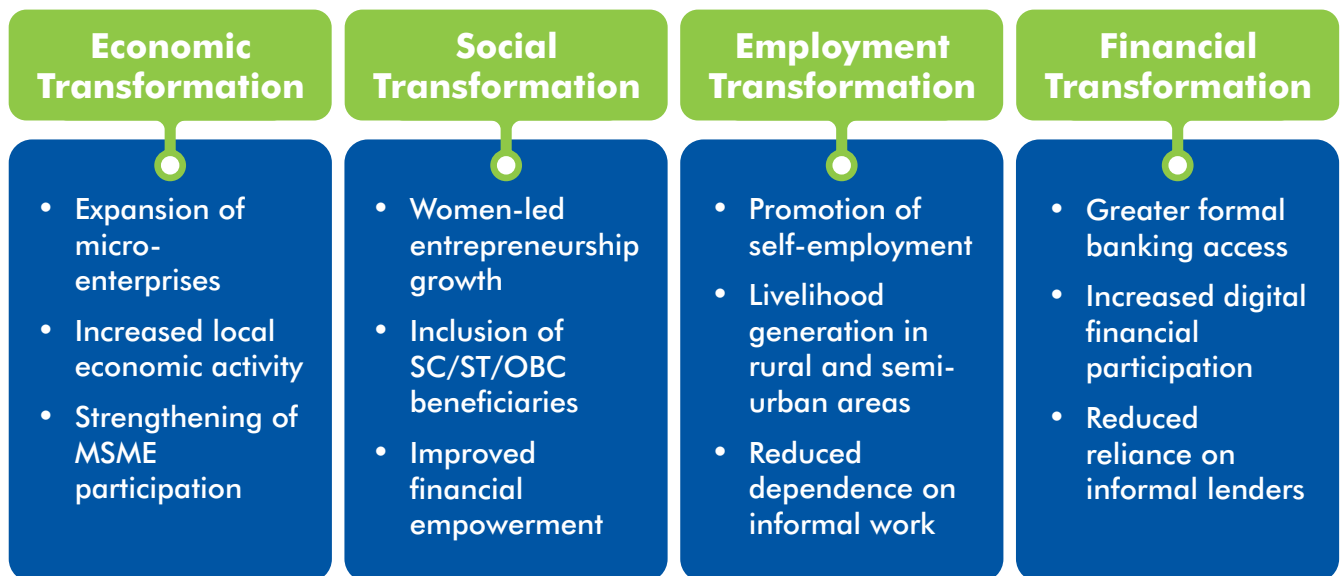 Economic
Transformation
• Expansion of
micro-
enterprises
• Increased local
economic activity
• Strengthening of
MSME
participation
Social
Transformation
• Women-led
entrepreneurship
growth
• Inclusion of
SC/ST/OBC
beneficiaries
• Improved
financial
empowerment
Employment
Transformation
• Promotion of
self-employment
• Livelihood
generation in
rural and semi-
urban areas
• Reduced
dependence on
informal work
Financial
Transformation
• Greater formal
banking access
• Increased digital
financial
participation
• Reduced
reliance on
informal lenders